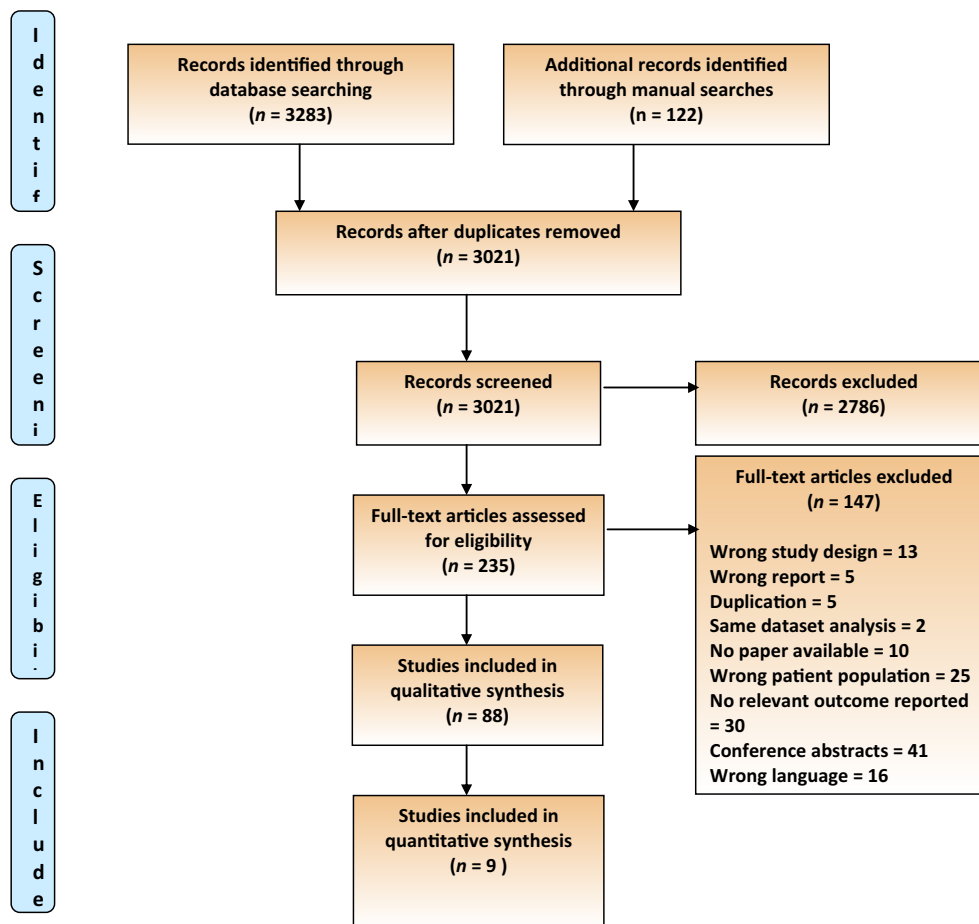 Identif
Records identified through
database searching
(n = 3283)
Additional records identified
through manual searches
(n = 122)
Records after duplicates removed
(n = 3021)
Screeni
Records screened
(n = 3021)
Records excluded
(n = 2786)
Eligibi.
Full-text articles assessed
for eligibility
(n = 235)
Full-text articles excluded
(n = 147)
Wrong study design = 13
Wrong report = 5
Duplication = 5
Same dataset analysis = 2
No paper available = 10
Wrong patient population = 25
No relevant outcome reported
= 30
Conference abstracts = 41
Wrong language = 16
Studies included in
qualitative synthesis
(n = 88)
Include
Studies included in
quantitative synthesis
(n = 9 )